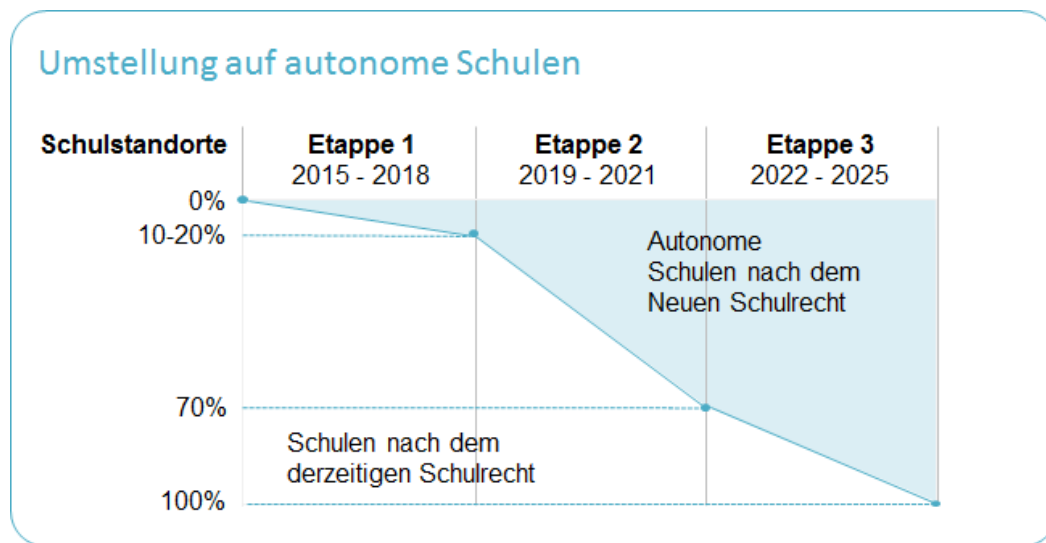 Umstellung auf autonome Schulen
Schulstandorte
Etappe 1
2015 - 2018
Etappe 2
2019 - 2021
Etappe 3
2022 - 2025
0%
10-20%
Autonome
Schulen nach dem
Neuen Schulrecht
70%
Schulen nach dem
derzeitigen Schulrecht
100%